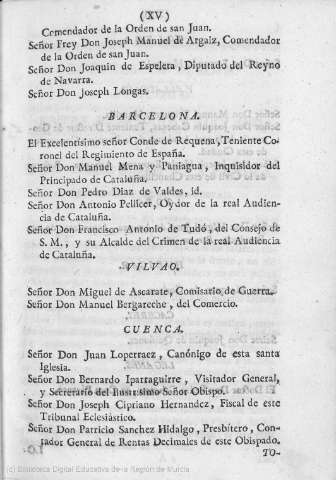 (XV)
Comendador de la Orden de san Juan.
Señor Frey Don Joseph Manuel de Argaiz, Comendador
de la Orden de san Juan.
Señor Don Joaquin de Espeleta, Diputado del Reyno
de Navarra.
Señor Don Joseph Longas.
BARCELONA.
El Excelentísimo señor Conde de Requena, Teniente Co-
ronel del Regimiento de España.
Señor Don Manuel Mena y Paniagua, Inquisidor del
Principado de Cataluña.
Señor Don Pedro Diaz de Valdes, id.
Señor Don Antonio Pellicer, Oydor de la real Audien-
cia de Cataluña.
Señor Don Francisco Antonio de Tudó, del Consejo de
S. M., y su Alcalde del Crimen de la real Audiencia
de Cataluña.
VILVAO.
Señor Don Miguel de Ascarate, Comisario de Guerra.
Señor Don Manuel Bergareche, del Comercio.
CUENCA.
Señor Don Juan Loperraez, Canónigo de esta santa
Iglesia.
Señor Don Bernardo Iparraguirre, Visitador General,
y Secretario del Ilustrisimo Señor Obispo.
Señor Don Joseph Cipriano Hernandez, Fiscal de este
Tribunal Eclesiástico.
Señor Don Patricio Sanchez Hidalgo, Presbítero, Con-
tador General de Rentas Decimales de este Obispado.
TO-
(c) Biblioteca Digital Educativa de la Región de Murcia